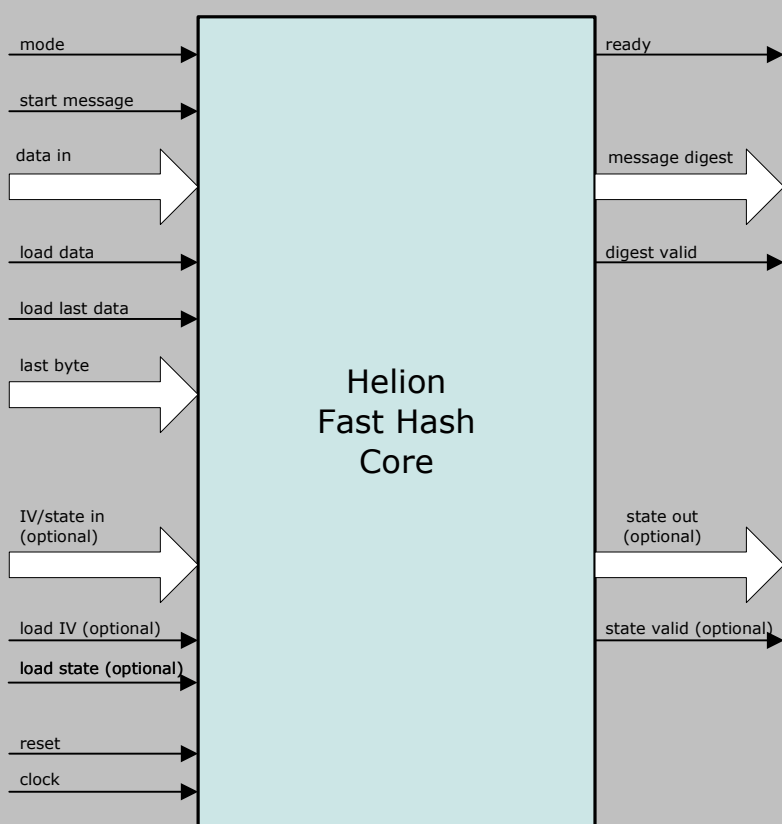 mode
start message
data in
load data
load last data
last byte
IV/state in
(optional)
load IV (optional)
load state (optional)
reset
clock
Helion
Fast Hash
Core
ready
message digest
digest valid
state out
(optional)
state valid (optional)